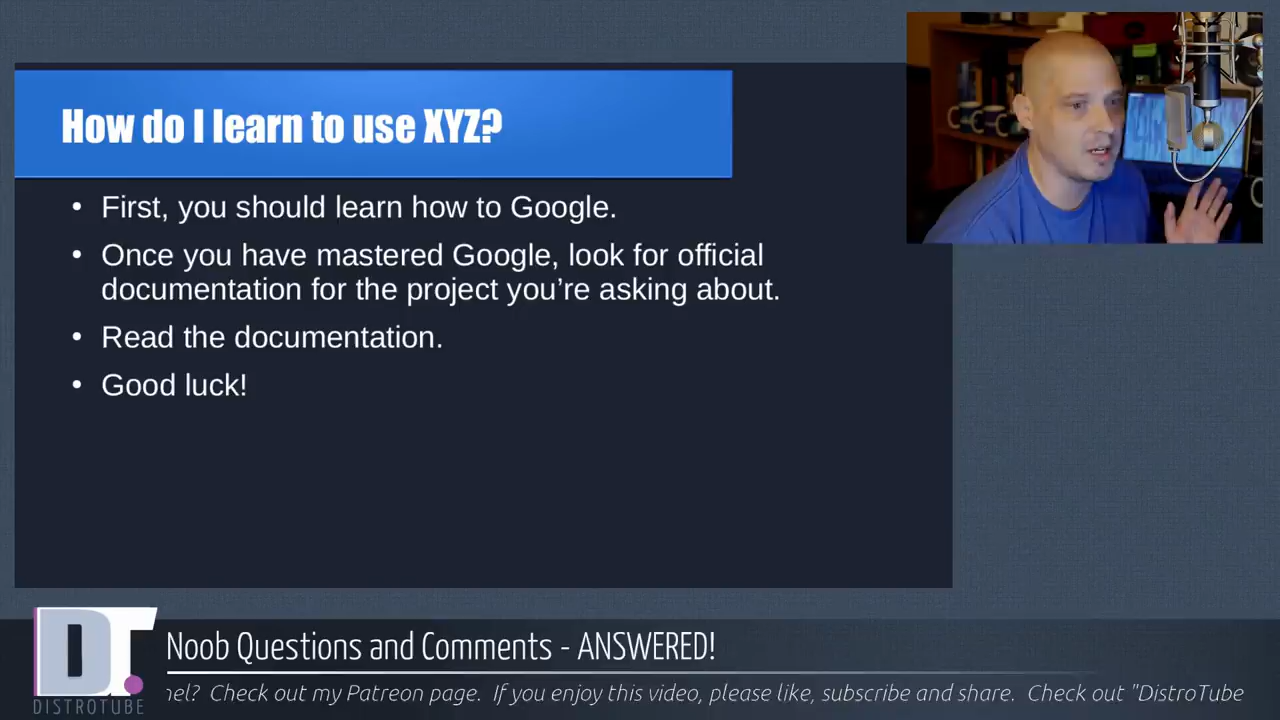 How do I learn to use XYZ?
• First, you should learn how to Google.
• Once you have mastered Google, look for official
documentation for the project you’re asking about.
• Read the documentation.
• Good luck!
DT.
DISTROTUBE
Noob Questions and Comments - ANSWERED!
Check out my Patreon page. If you enjoy this video, please like, subscribe and share. Check out "DistroTube